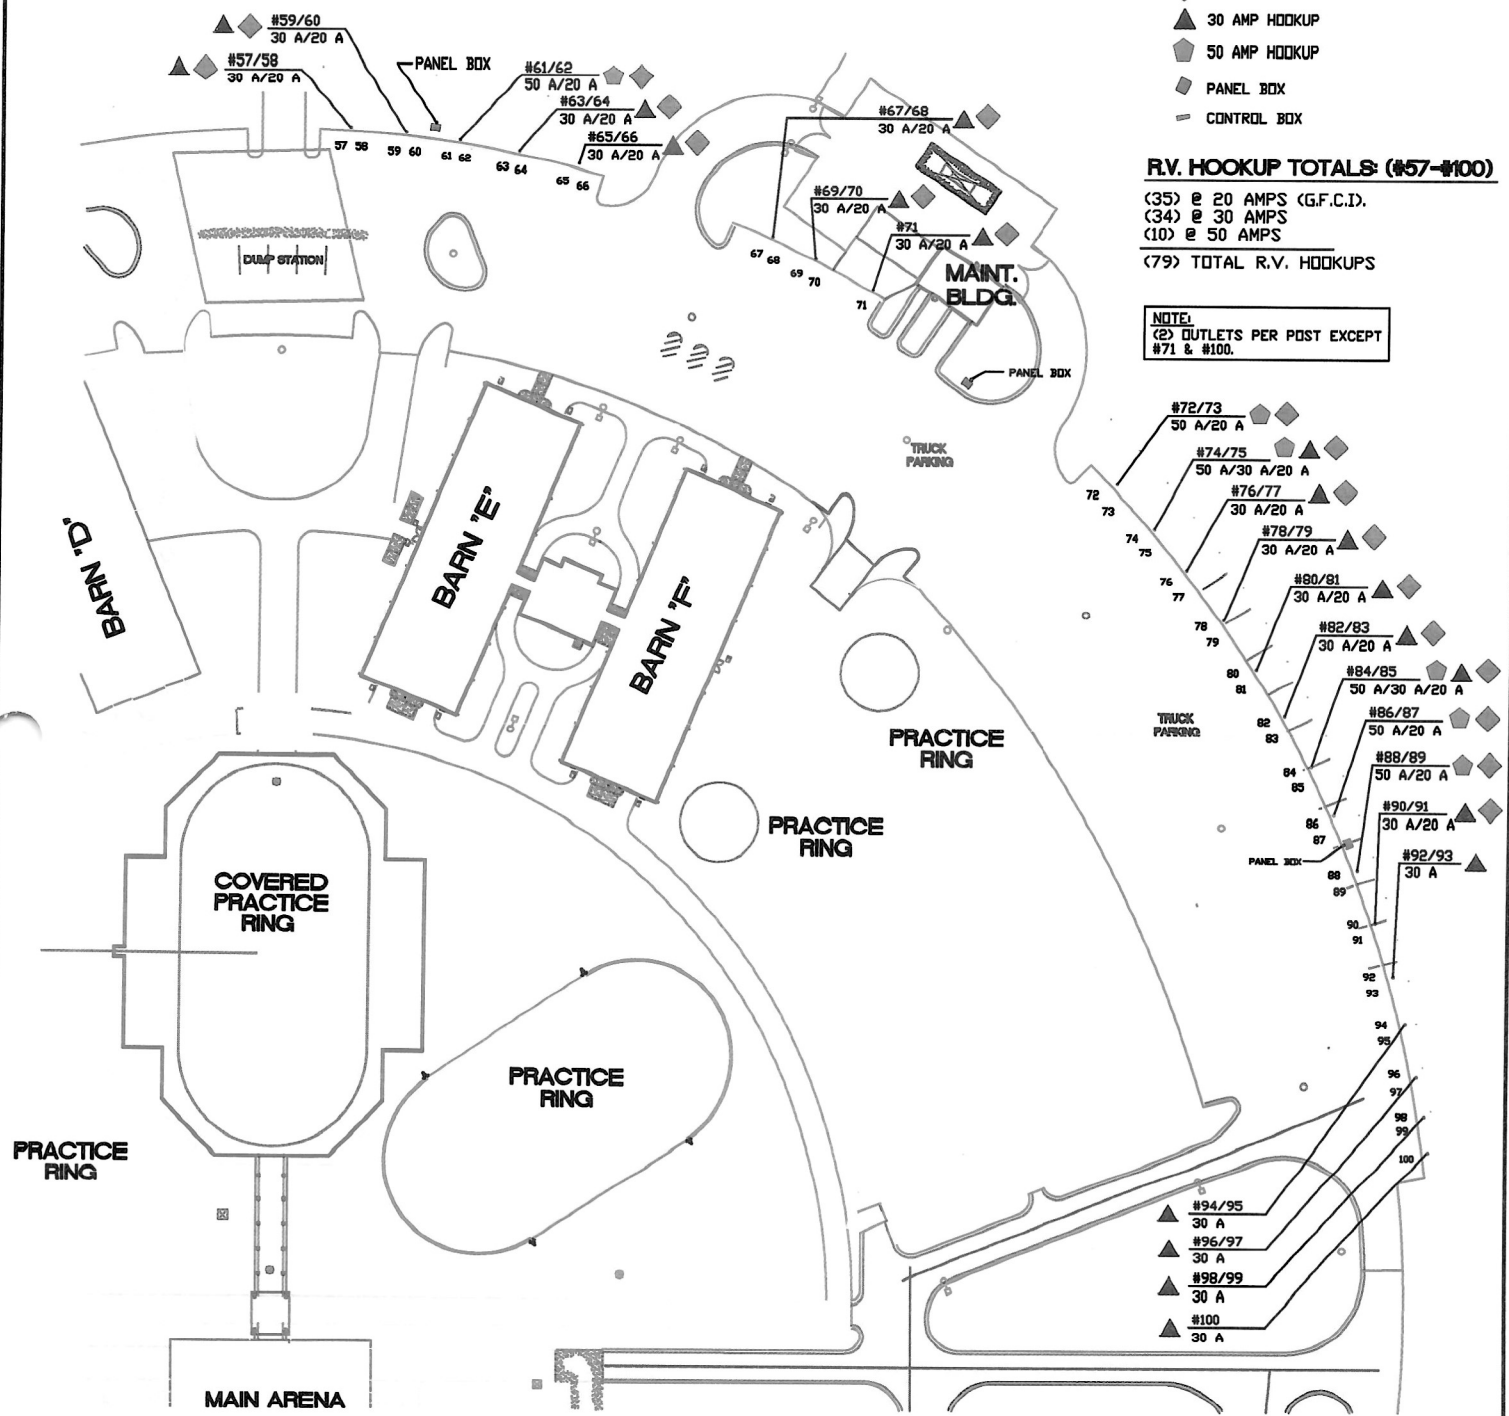 #59/60
30 A/20 A
#57/58
30 A/20 A
PANEL BOX
#61/62
50 A/20 A
#63/64
30 A/20 A
#65/66
30 A/20 A
57 58
59 60
61 62
63 64
65 66
#67/68
30 A/20 A
#69/70
30 A/20 A
#71
30 A/20 A
67 68
69 70
71
MAINT.
BLDG.
PANEL BOX
DUMP STATION
30 AMP HOOKUP
50 AMP HOOKUP
PANEL BOX
CONTROL BOX
R.V. HOOKUP TOTALS: (#57-#100)
(35) @ 20 AMPS (G.F.C.I).
(34) @ 30 AMPS
(10) @ 50 AMPS
(79) TOTAL R.V. HOOKUPS
NOTE:
(2) OUTLETS PER POST EXCEPT
#71 & #100.
TRUCK
PARKING
#72/73
50 A/20 A
#74/75
50 A/30 A/20 A
#76/77
30 A/20 A
#78/79
30 A/20 A
#80/81
30 A/20 A
#82/83
30 A/20 A
#84/85
50 A/30 A/20 A
#86/87
50 A/20 A
#88/89
50 A/20 A
#90/91
30 A/20 A
#92/93
30 A
72
73
74
75
76
77
78
79
80
81
82
83
84
85
86
87
PANEL BOX
88
89
90
91
92
93
94
95
96
97
98
99
100
TRUCK
PARKING
BARN 'D'
BARN 'E'
BARN 'F'
PRACTICE
RING
PRACTICE
RING
COVERED
PRACTICE
RING
PRACTICE
RING
PRACTICE
RING
#94/95
30 A
#96/97
30 A
#98/99
30 A
#100
30 A
MAIN ARENA